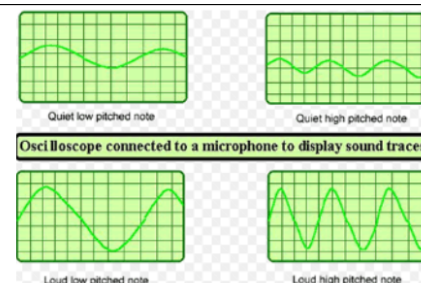 Quiet low pitched note
Quiet high pitched note
Oscilloscope connected to a microphone to display sound traces
Loud low pitched note
Loud high pitched note